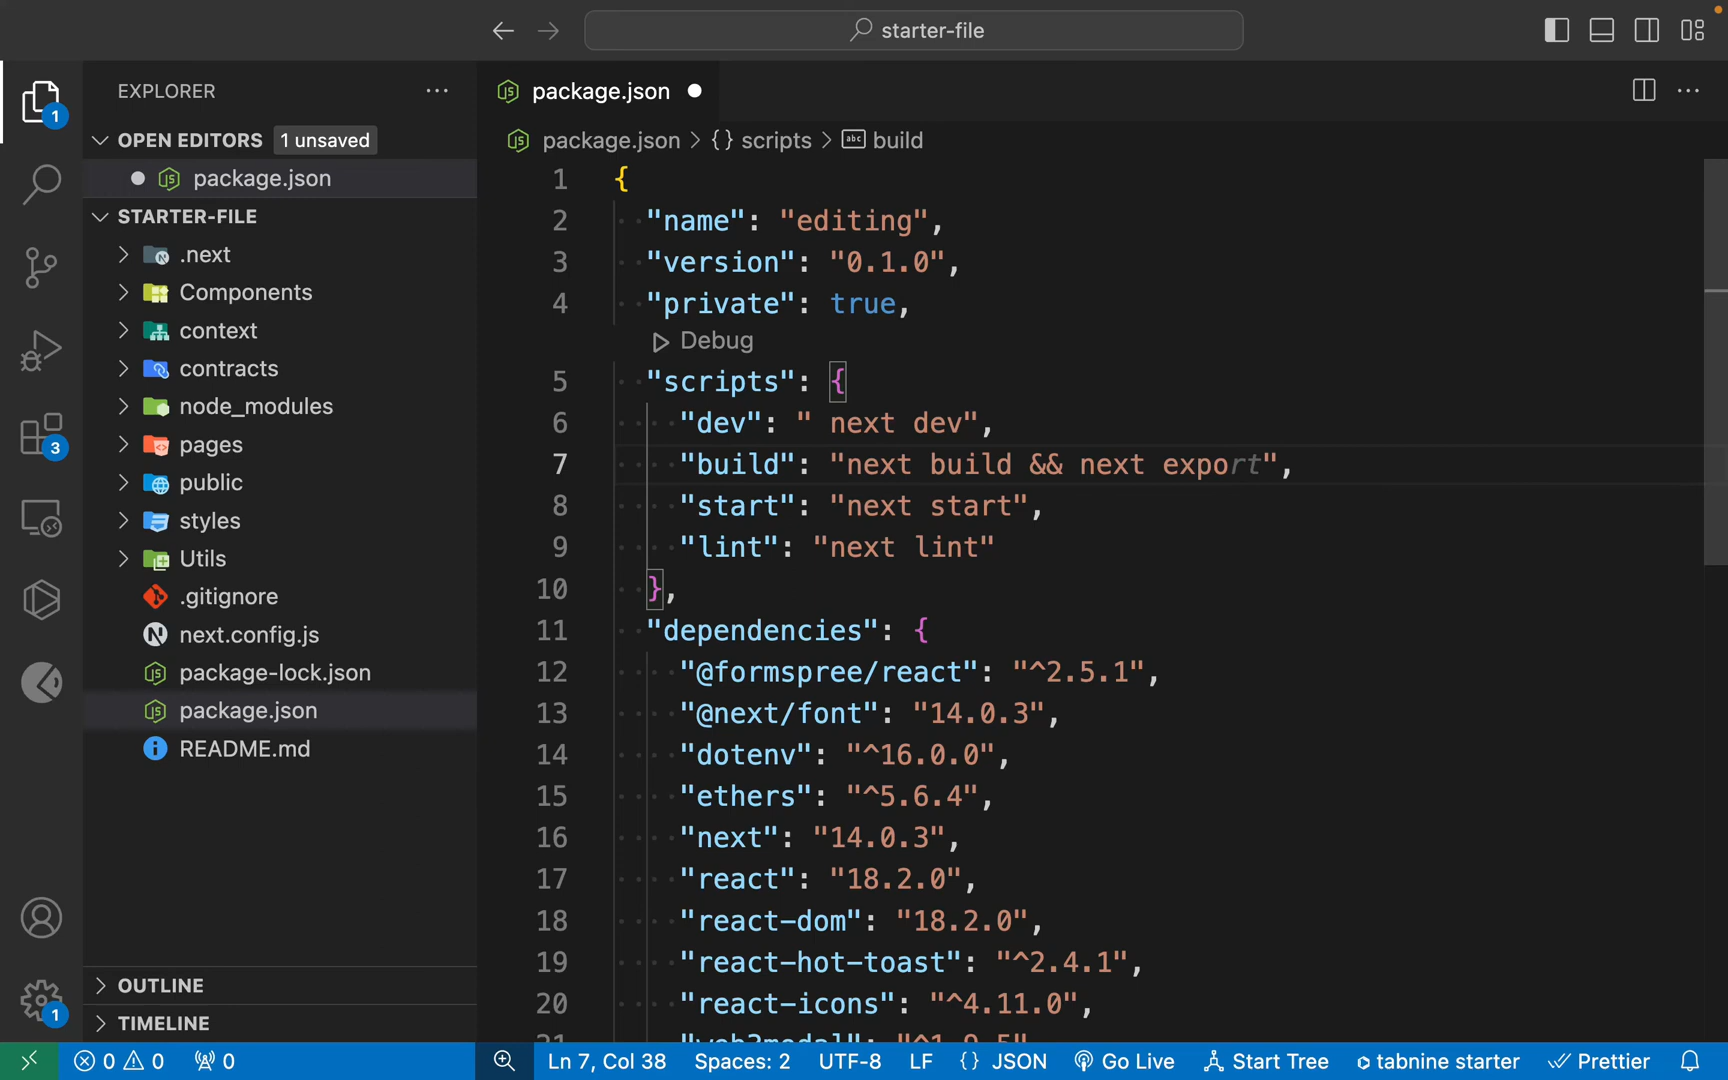 starter-file
EXPLORER
OPEN EDITORS 1 unsaved
package.json
STARTER-FILE
.next
Components
context
contracts
node_modules
pages
public
styles
Utils
.gitignore
next.config.js
package-lock.json
package.json
README.md
OUTLINE
TIMELINE
1
3
1
package.json
package.json > {} scripts > abc build
1 {
2 "name": "editing",
3 "version": "0.1.0",
4 "private": true,
Debug
5 "scripts": {
6 "dev": " next dev",
7 "build": "next build && next export",
8 "start": "next start",
9 "lint": "next lint"
10 },
11 "dependencies": {
12 "@formspree/react": "^2.5.1",
13 "@next/font": "14.0.3",
14 "dotenv": "^16.0.0",
15 "ethers": "^5.6.4",
16 "next": "14.0.3",
17 "react": "18.2.0",
18 "react-dom": "18.2.0",
19 "react-hot-toast": "^2.4.1",
20 "react-icons": "^4.11.0",
0 0 0 Ln 7, Col 38 Spaces: 2 UTF-8 LF {} JSON Go Live Start Tree tabnine starter Prettier